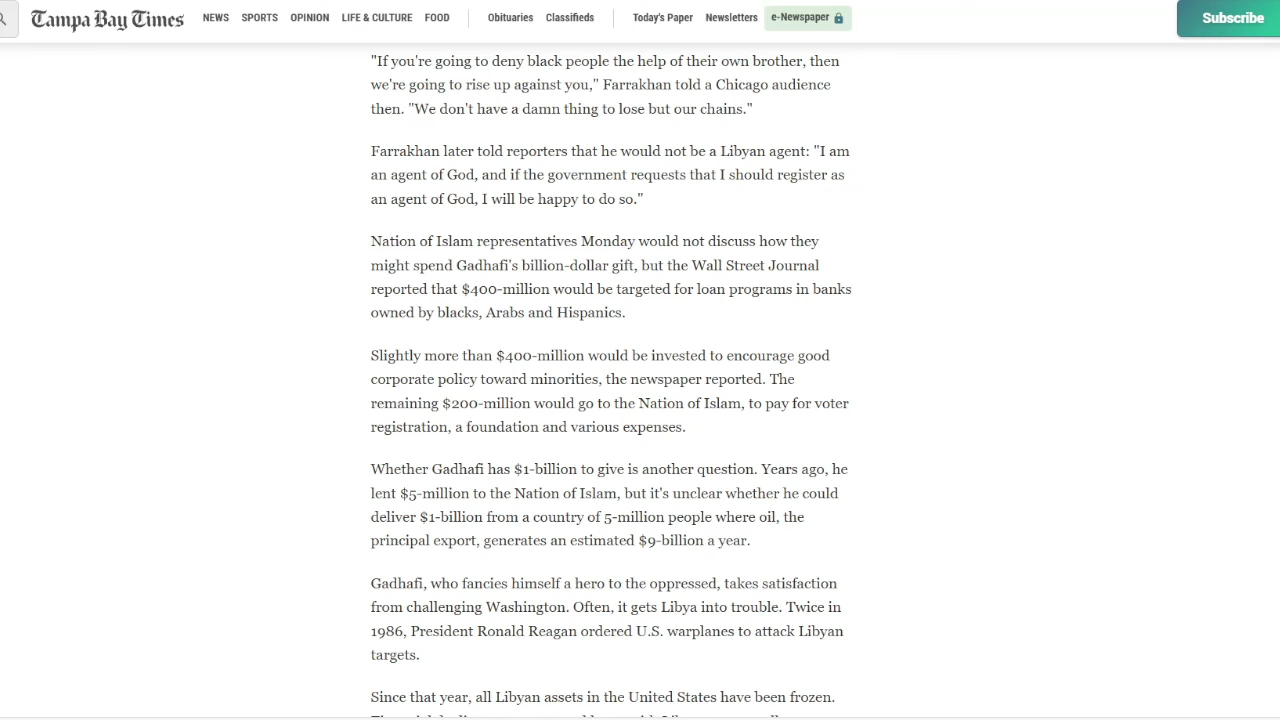 Tampa Bay Times NEWS SPORTS OPINION LIFE & CULTURE FOOD Obituaries Classifieds Today's Paper Newsletters e-Newspaper Subscribe
"If you're going to deny black people the help of their own brother, then
we're going to rise up against you," Farrakhan told a Chicago audience
then. "We don't have a damn thing to lose but our chains."
Farrakhan later told reporters that he would not be a Libyan agent: "I am
an agent of God, and if the government requests that I should register as
an agent of God, I will be happy to do so."
Nation of Islam representatives Monday would not discuss how they
might spend Gadhafi's billion-dollar gift, but the Wall Street Journal
reported that $400-million would be targeted for loan programs in banks
owned by blacks, Arabs and Hispanics.
Slightly more than $400-million would be invested to encourage good
corporate policy toward minorities, the newspaper reported. The
remaining $200-million would go to the Nation of Islam, to pay for voter
registration, a foundation and various expenses.
Whether Gadhafi has $1-billion to give is another question. Years ago, he
lent $5-million to the Nation of Islam, but it's unclear whether he could
deliver $1-billion from a country of 5-million people where oil, the
principal export, generates an estimated $9-billion a year.
Gadhafi, who fancies himself a hero to the oppressed, takes satisfaction
from challenging Washington. Often, it gets Libya into trouble. Twice in
1986, President Ronald Reagan ordered U.S. warplanes to attack Libyan
targets.
Since that year, all Libyan assets in the United States have been frozen.